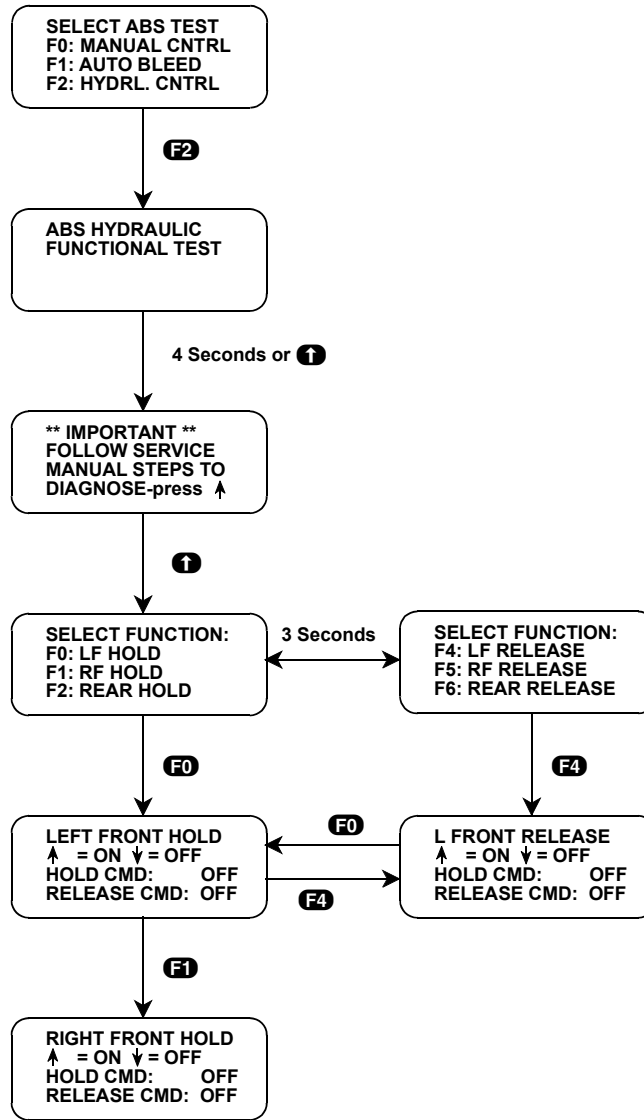 SELECT ABS TEST
F0: MANUAL CNTRL
F1: AUTO BLEED
F2: HYDRL. CNTRL
F2
ABS HYDRAULIC
FUNCTIONAL TEST
4 Seconds or ↑
** IMPORTANT **
FOLLOW SERVICE
MANUAL STEPS TO
DIAGNOSE-press ↑
↑
SELECT FUNCTION:
F0: LF HOLD
F1: RF HOLD
F2: REAR HOLD
3 Seconds
SELECT FUNCTION:
F4: LF RELEASE
F5: RF RELEASE
F6: REAR RELEASE
F0
F4
LEFT FRONT HOLD
↑ = ON ↓ = OFF
HOLD CMD: OFF
RELEASE CMD: OFF
F0
F4
L FRONT RELEASE
↑ = ON ↓ = OFF
HOLD CMD: OFF
RELEASE CMD: OFF
F1
RIGHT FRONT HOLD
↑ = ON ↓ = OFF
HOLD CMD: OFF
RELEASE CMD: OFF